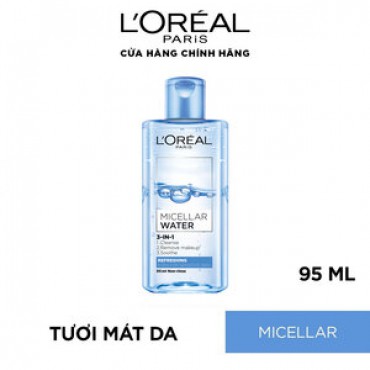 L'ORÉAL
PARIS
CỬA HÀNG CHÍNH HÃNG
L'ORÉAL
PARIS
MICELLAR
WATER
3-IN-1
1.Cleanse
2.Remove makeup
3.Soothe
REFRESHING
95 ML
TƯƠI MÁT DA
MICELLAR